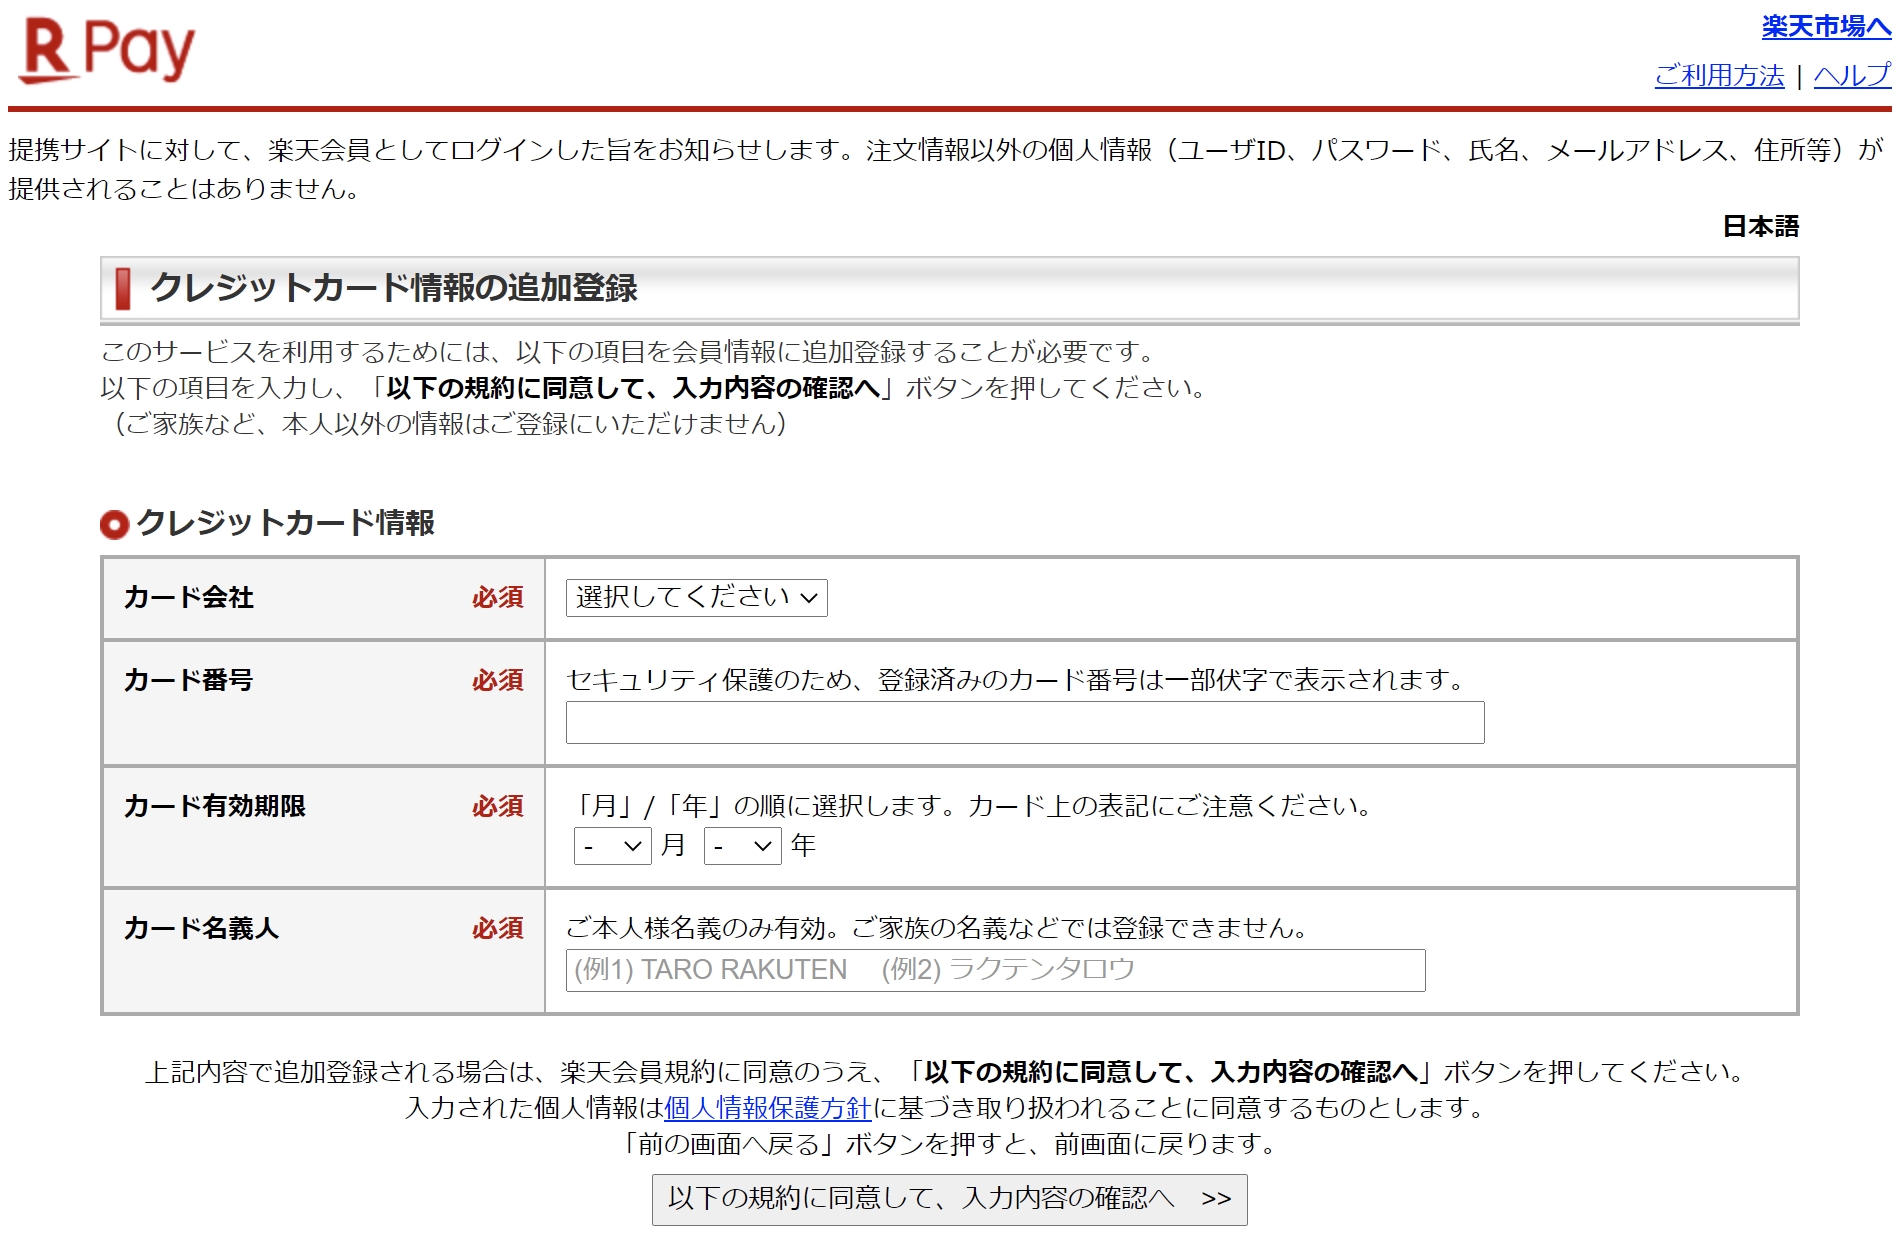 R Pay
楽天市場へ
ご利用方法 | ヘルプ
提携サイトに対して、楽天会員としてログインした旨をお知らせします。注文情報以外の個人情報（ユーザID、パスワード、氏名、メールアドレス、住所等）が
提供されることはありません。
日本語
クレジットカード情報の追加登録
このサービスを利用するためには、以下の項目を会員情報に追加登録することが必要です。
以下の項目を入力し、「以下の規約に同意して、入力内容の確認へ」ボタンを押してください。
（ご家族など、本人以外の情報はご登録にいただけません）
クレジットカード情報
カード会社 必須 選択してください
カード番号 必須 セキュリティ保護のため、登録済みのカード番号は一部伏字で表示されます。
カード有効期限 必須 「月」/「年」の順に選択します。カード上の表記にご注意ください。
- 月 - 年
カード名義人 必須 ご本人様名義のみ有効。ご家族の名義などでは登録できません。
(例1) TARO RAKUTEN (例2) ラクテンタロウ
上記内容で追加登録される場合は、楽天会員規約に同意のうえ、「以下の規約に同意して、入力内容の確認へ」ボタンを押してください。
入力された個人情報は個人情報保護方針に基づき取り扱われることに同意するものとします。
「前の画面へ戻る」ボタンを押すと、前画面に戻ります。
以下の規約に同意して、入力内容の確認へ >>